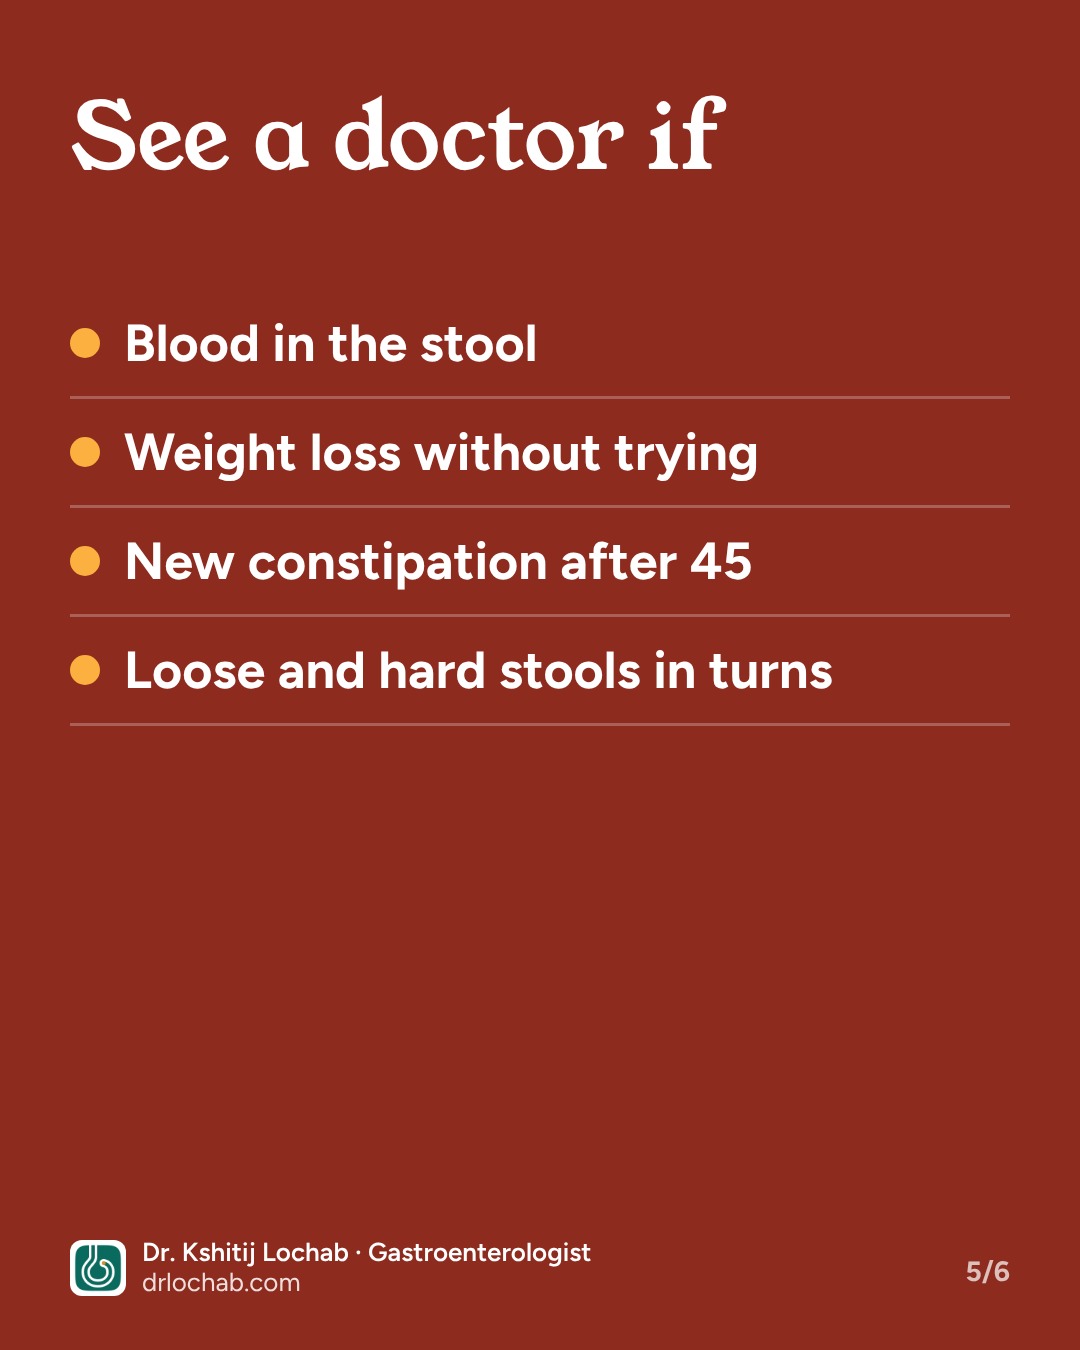 See a doctor if
Blood in the stool
Weight loss without trying
New constipation after 45
Loose and hard stools in turns
Dr. Kshitij Lochab · Gastroenterologist
drlochab.com
5/6